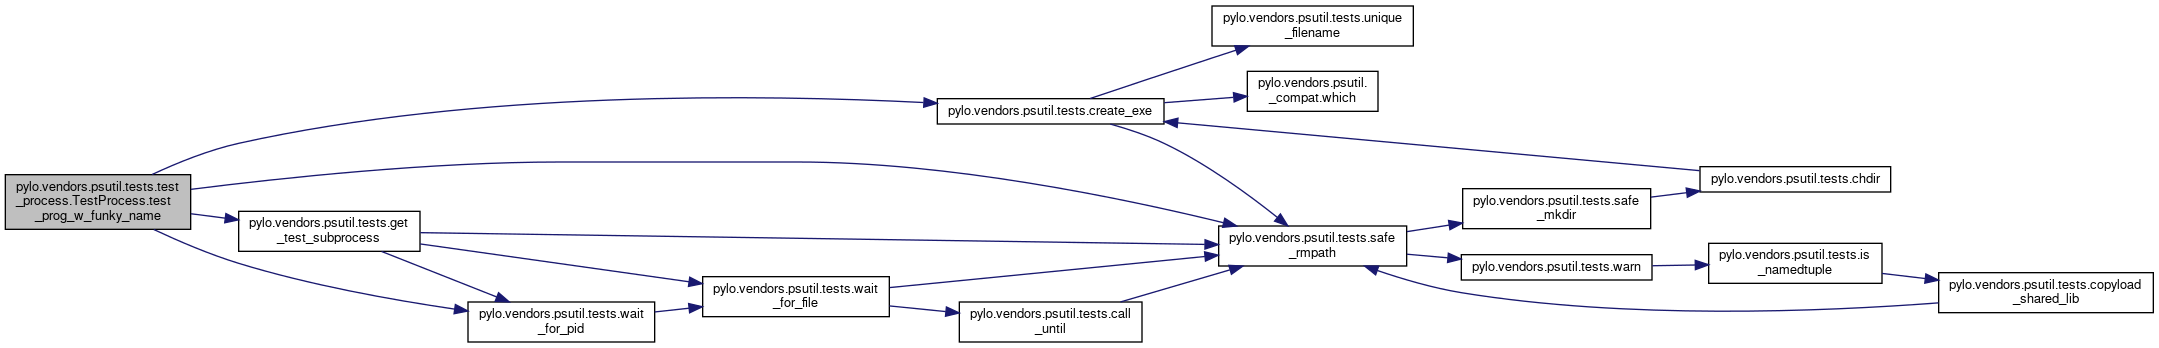 pylo.vendors.psutil.tests.unique
_filename
pylo.vendors.psutil.
_compat.which
pylo.vendors.psutil.tests.create_exe
pylo.vendors.psutil.tests.test
_process.TestProcess.test
_prog_w_funky_name
pylo.vendors.psutil.tests.chdir
pylo.vendors.psutil.tests.safe
_mkdir
pylo.vendors.psutil.tests.get
_test_subprocess
pylo.vendors.psutil.tests.safe
_rmpath
pylo.vendors.psutil.tests.warn
pylo.vendors.psutil.tests.is
_namedtuple
pylo.vendors.psutil.tests.copyload
_shared_lib
pylo.vendors.psutil.tests.wait
_for_file
pylo.vendors.psutil.tests.wait
_for_pid
pylo.vendors.psutil.tests.call
_until